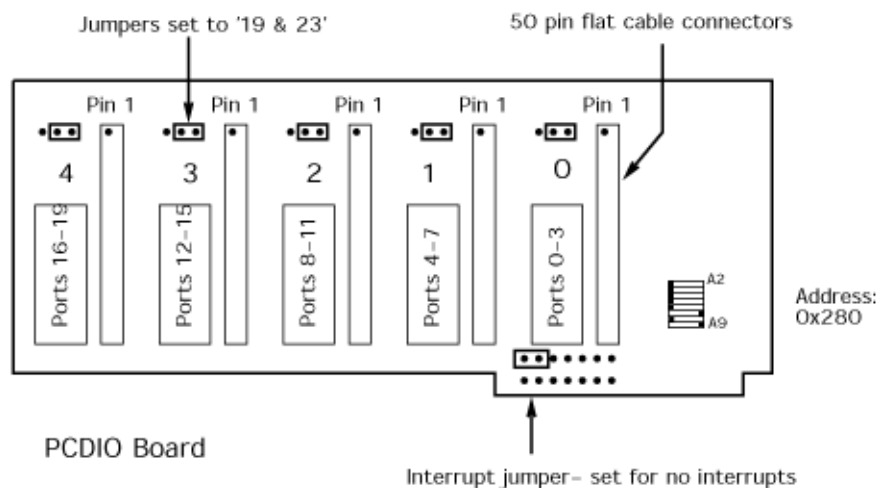 Jumpers set to '19 & 23'
50 pin flat cable connectors
Pin 1
Pin 1
Pin 1
Pin 1
Pin 1
4
3
2
1
0
Ports 16-19
Ports 12-15
Ports 8-11
Ports 4-7
Ports 0-3
A2
A9
Address:
0x280
PCDIO Board
Interrupt jumper- set for no interrupts